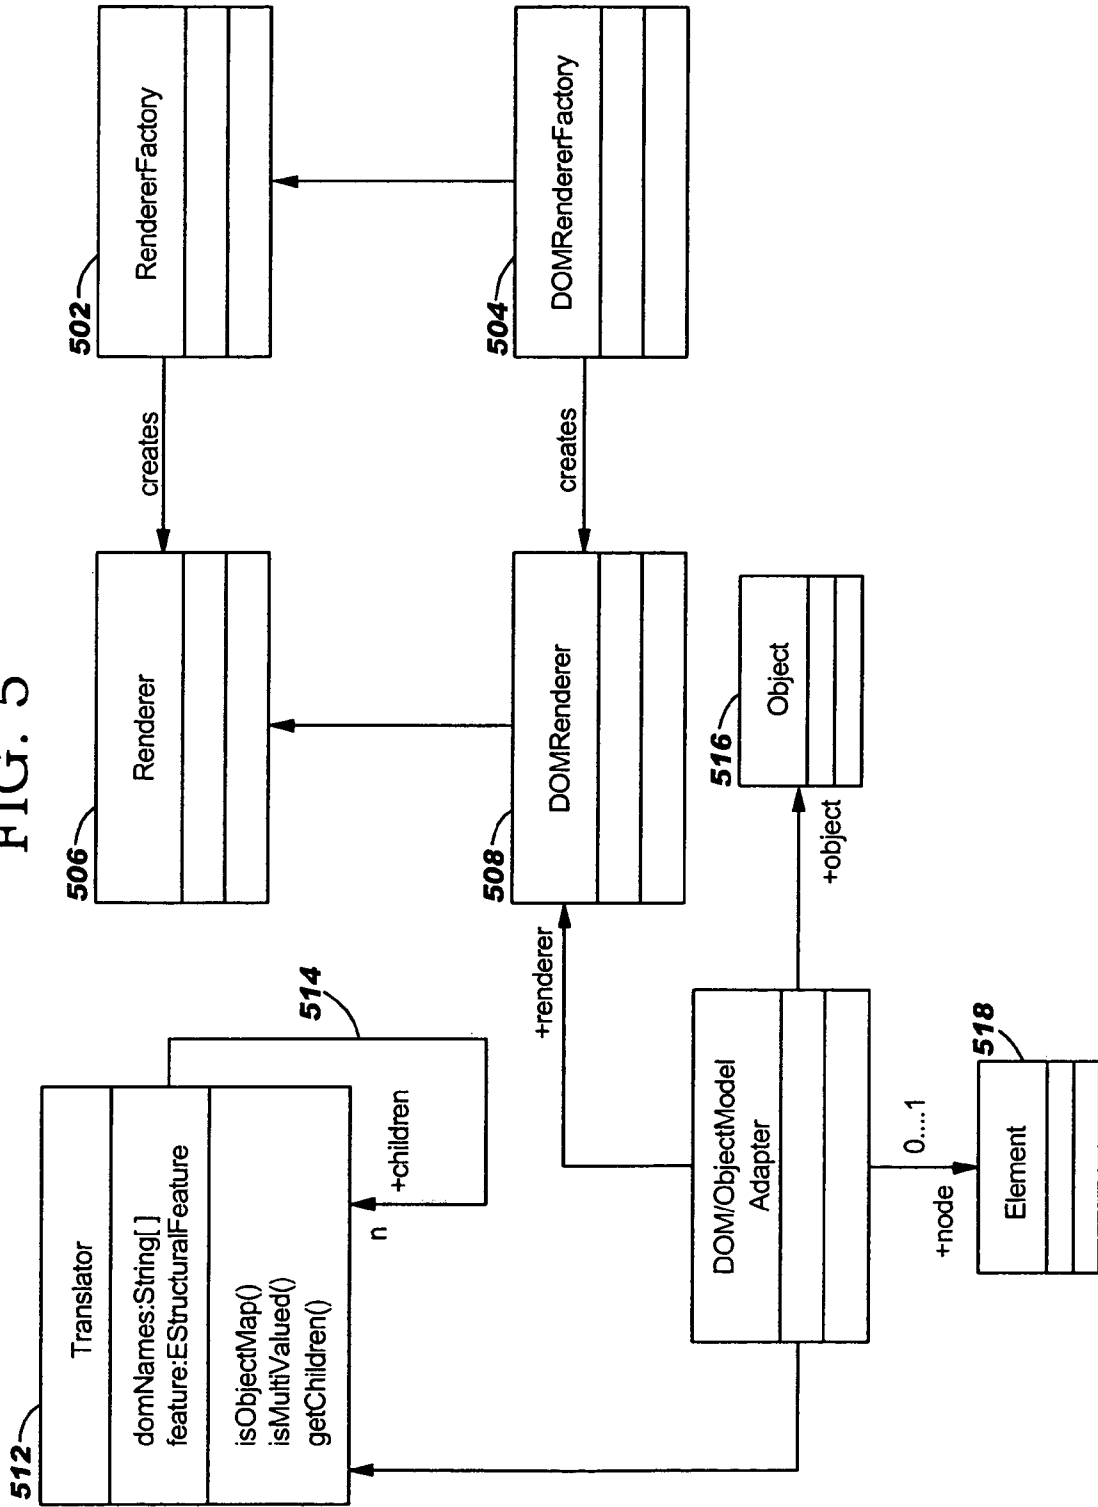 FIG. 5
512
Translator
domNames:String[ ]
feature:EStructuralFeature
isObjectMap()
isMultiValued()
getChildren()
514
+children
n
506
Renderer
creates
502
RendererFactory
508
DOMRenderer
creates
504
DOMRendererFactory
+renderer
DOM/ObjectModel
Adapter
+object
516
Object
+node
0....1
518
Element